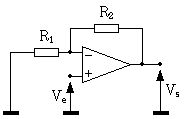 R₂
R₁
−
+
Vₑ
Vₛ